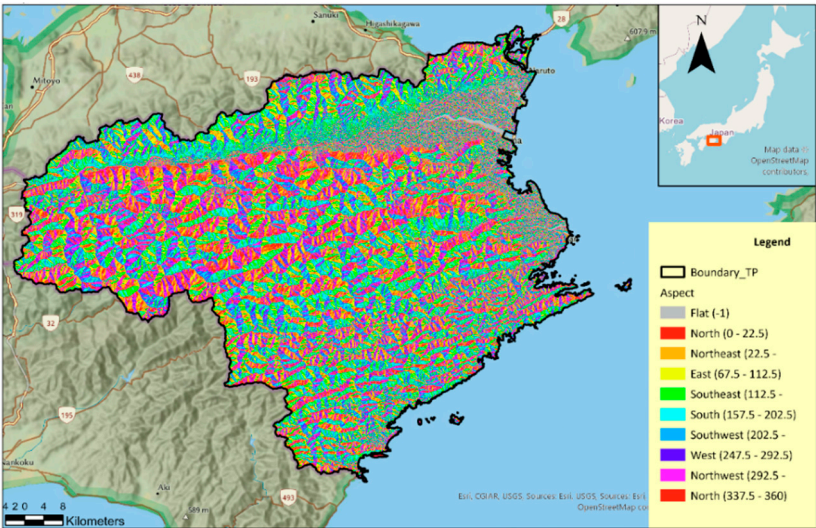 Sanuki
Higashikagawa
28
607.9 m
438
193
Mitoyo
Naruto
N
Korea
Japan
Map data ©
OpenStreetMap
contributors,
319
32
195
Aki
493
Legend
Boundary_TP
Aspect
Flat (-1)
North (0 - 22.5)
Northeast (22.5 -
East (67.5 - 112.5)
Southeast (112.5 -
South (157.5 - 202.5)
Southwest (202.5 -
West (247.5 - 292.5)
Northwest (292.5 -
North (337.5 - 360)
Esri, CGIAR, USGS, Sources: Esri, USGS, Sources: Esri
OpenStreetMap co
4 2 0 4 8
Kilometers